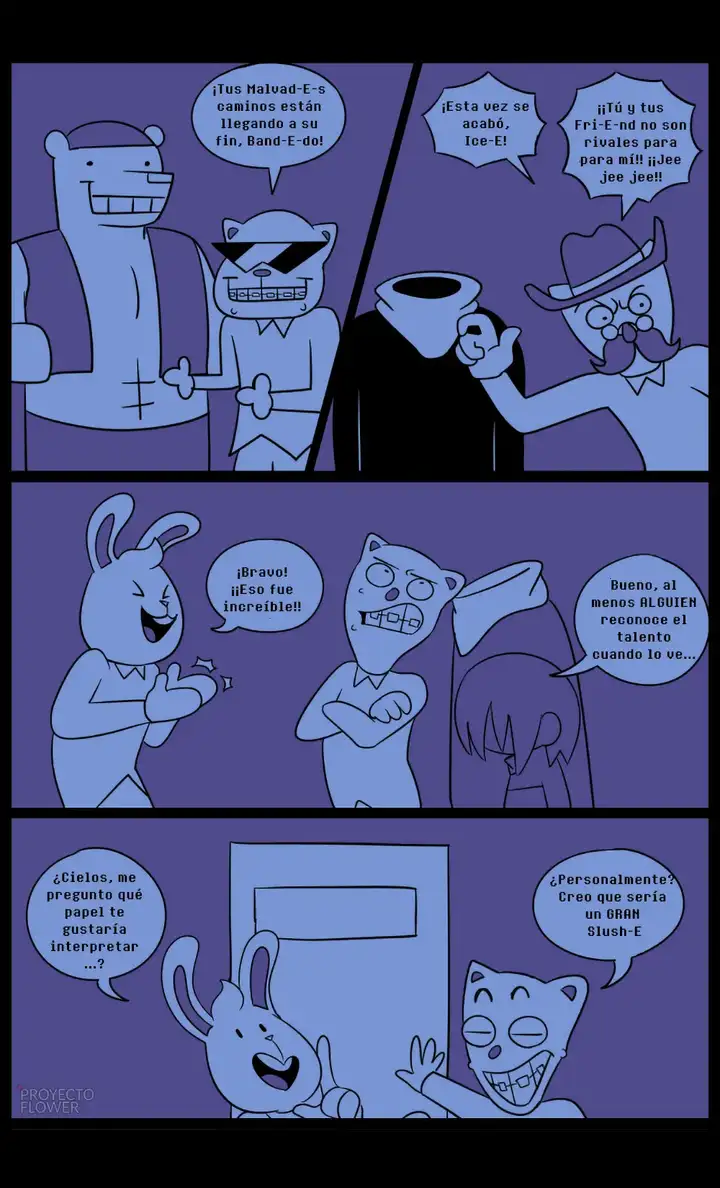 ¡Tus Malvad-E-s
caminos están
llegando a su
fin, Band-E-do!
¡Esta vez se
acabó,
Ice-E!
¡¡Tú y tus
Fri-E-nd no son
rivales para
para mí!! ¡¡Jee
jee jee!!
¡Bravo!
¡¡Eso fue
increíble!!
Bueno, al
menos ALGUIEN
reconoce el
talento
cuando lo ve...
¿Cielos, me
pregunto qué
papel te
gustaría
interpretar
...?
¿Personalmente?
Creo que sería
un GRAN
Slush-E
PROYECTO
FLOWER